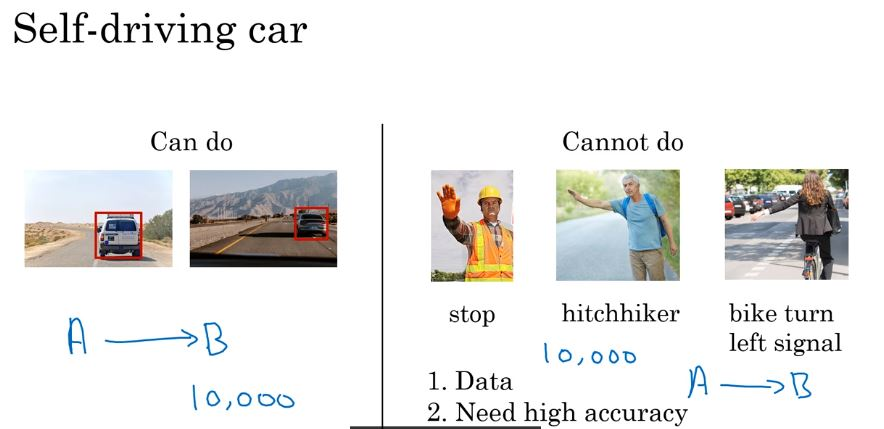 Self-driving car
Can do
Cannot do
A → B
10,000
stop
hitchhiker
bike turn
left signal
10,000
1. Data
A → B
2. Need high accuracy